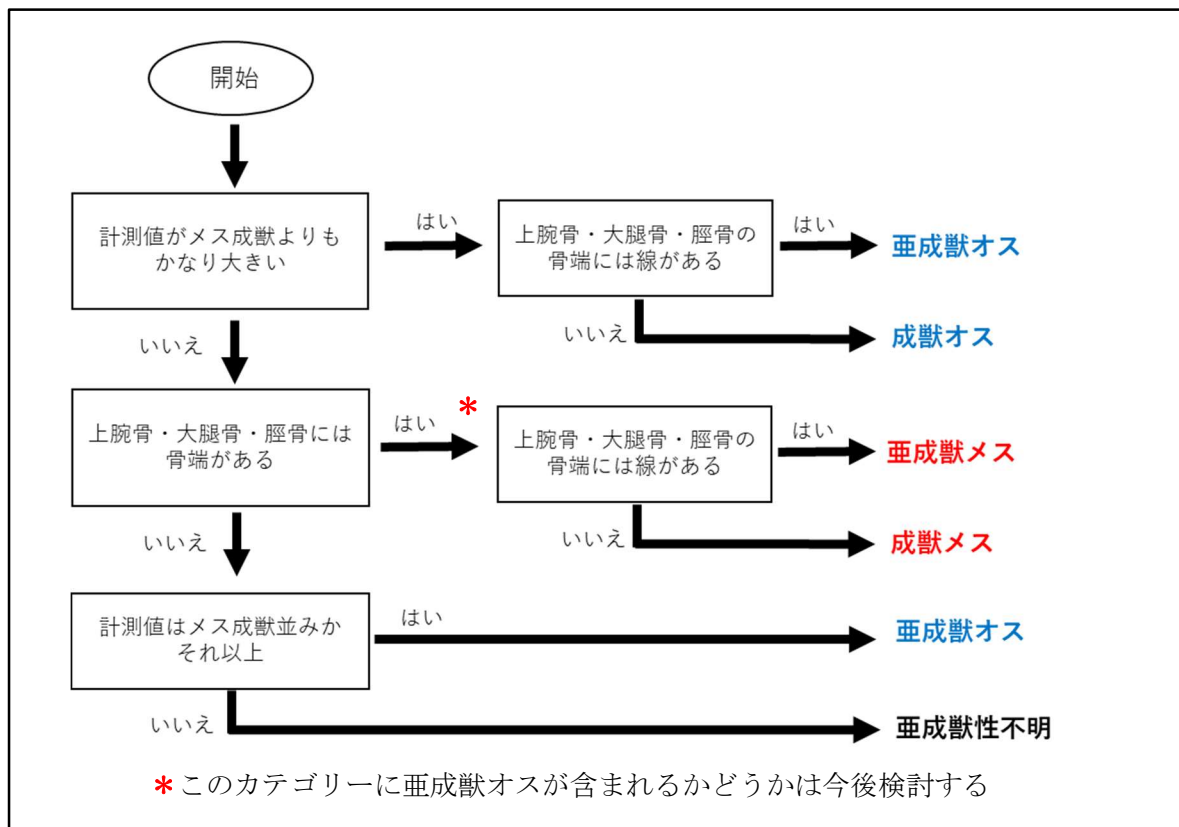 開始
計測値がメス成獣よりも
かなり大きい
はい
上腕骨・大腿骨・脛骨の
骨端には線がある
はい
亜成獣オス
いいえ
成獣オス
いいえ
上腕骨・大腿骨・脛骨には
骨端がある
はい
*
上腕骨・大腿骨・脛骨の
骨端には線がある
はい
亜成獣メス
いいえ
成獣メス
いいえ
計測値はメス成獣並みか
それ以上
はい
亜成獣オス
いいえ
亜成獣性不明
*このカテゴリーに亜成獣オスが含まれるかどうかは今後検討する